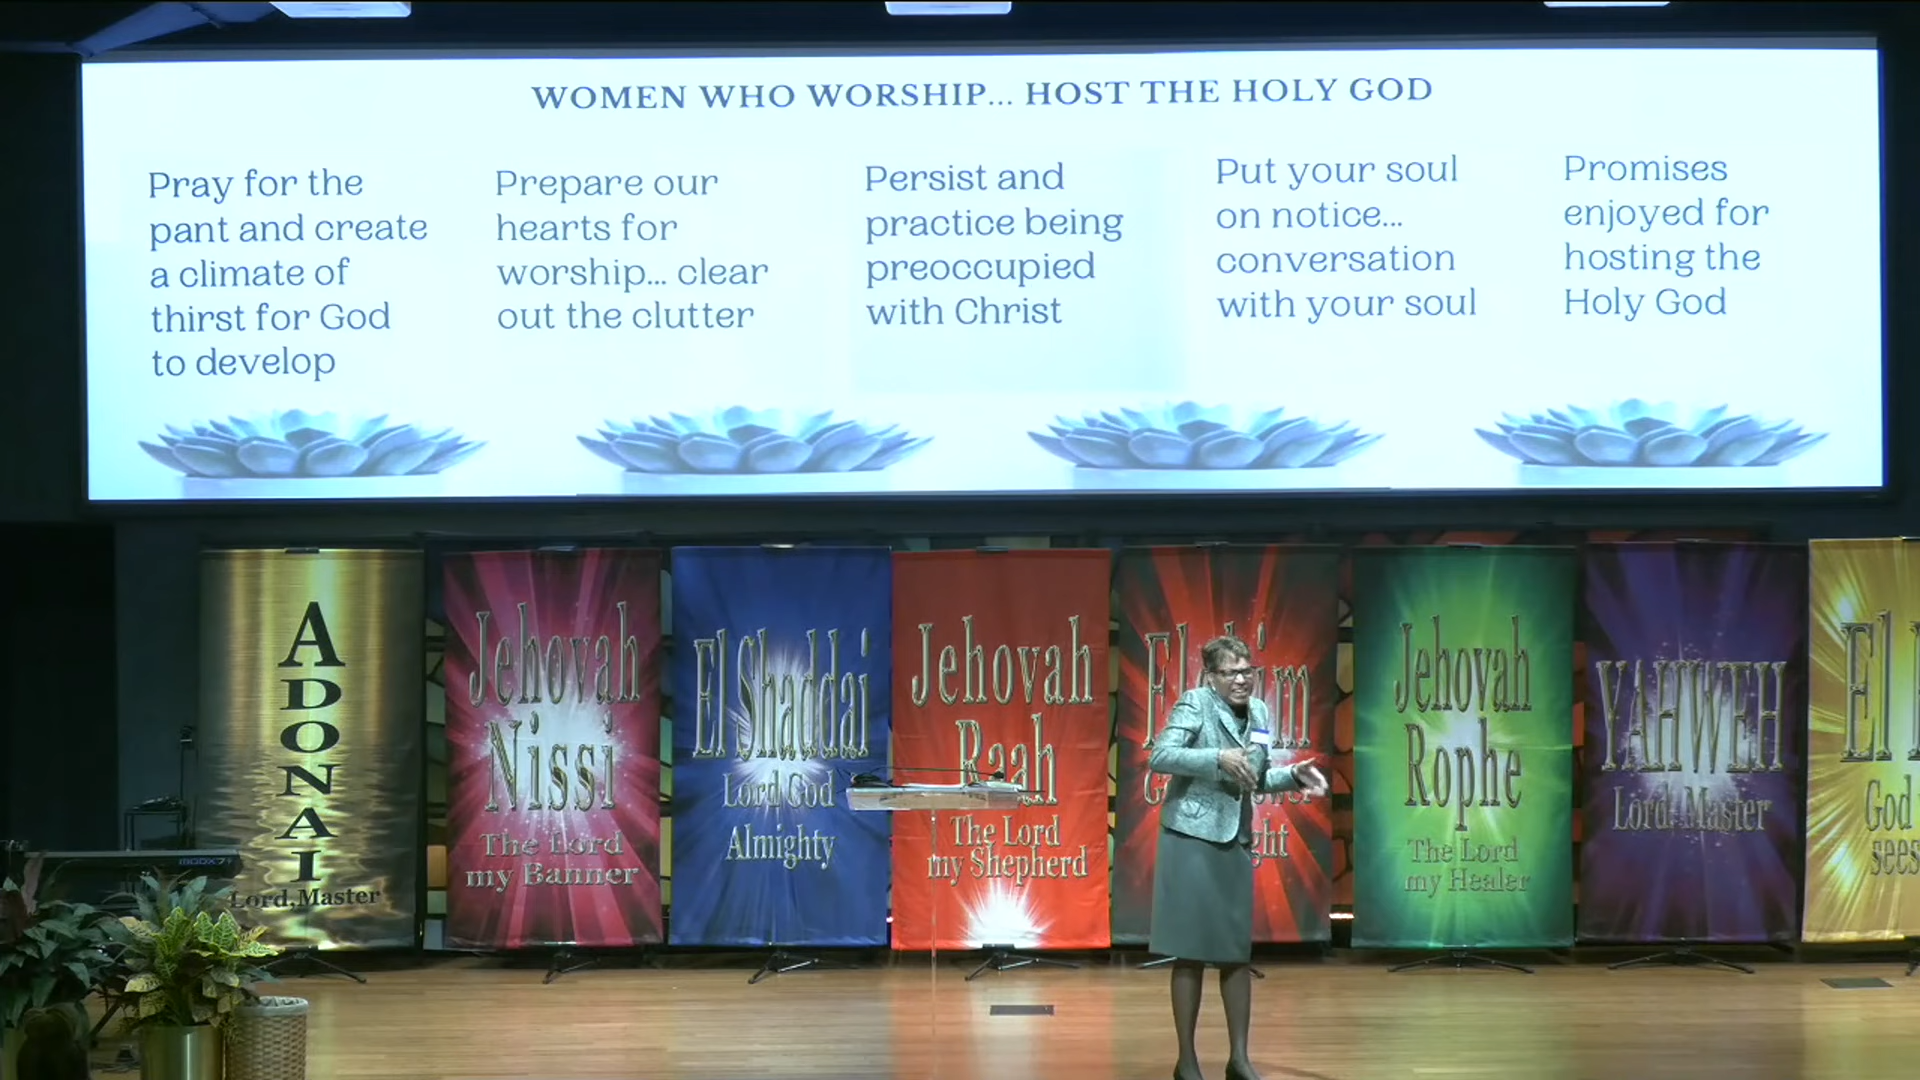 WOMEN WHO WORSHIP... HOST THE HOLY GOD
Pray for the
pant and create
a climate of
thirst for God
to develop
Prepare our
hearts for
worship... clear
out the clutter
Persist and
practice being
preoccupied
with Christ
Put your soul
on notice...
conversation
with your soul
Promises
enjoyed for
hosting the
Holy God
ADONAI
Lord, Master
Jehovah
Nissi
The Lord
my Banner
El Shaddai
Lord God
Almighty
Jehovah
Raah
The Lord
my Shepherd
Jehovah
Rophe
The Lord
my Healer
YAHWEH
Lord, Master
El
God
sees
MODX7